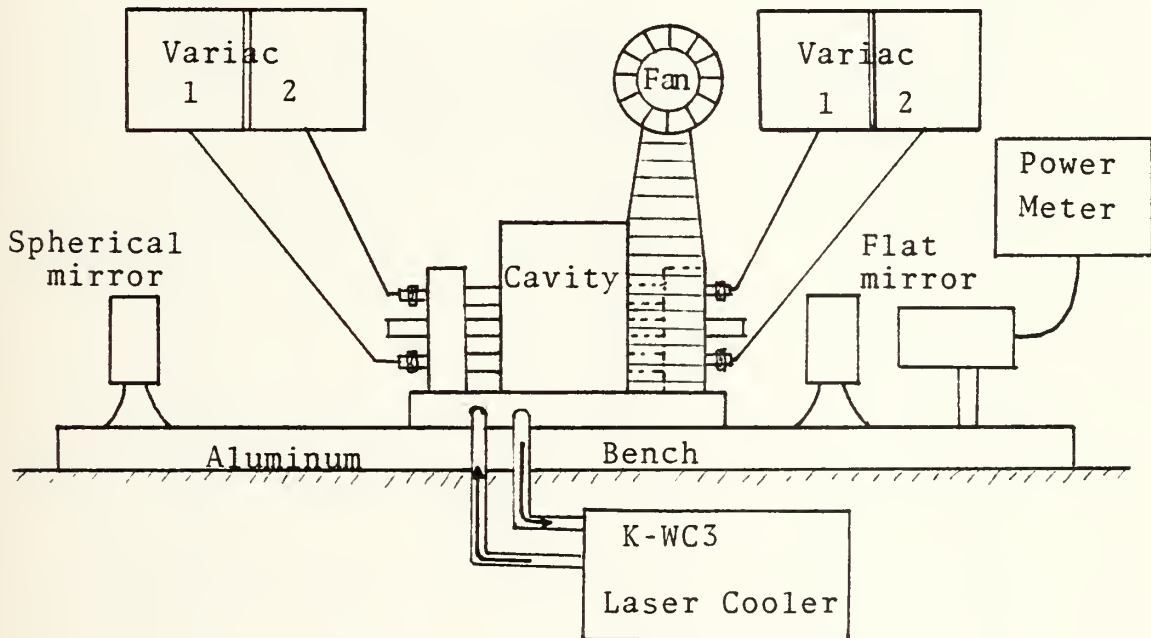 Variac
1 2
Fan
Variac
1 2
Power
Meter
Spherical
mirror
Cavity
Flat
mirror
Aluminum Bench
K-WC3
Laser Cooler